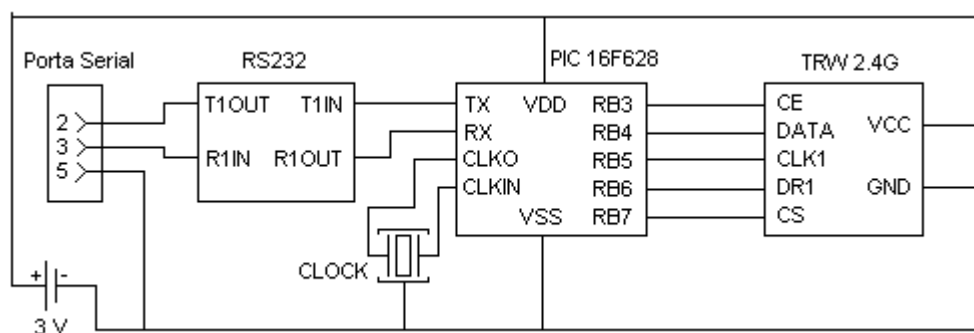 Porta Serial
RS232
PIC 16F628
TRW 2.4G
2
3
5
T1OUT T1IN
R1IN R1OUT
TX VDD RB3
RX RB4
CLKO RB5
CLKIN RB6
VSS RB7
CE
DATA VCC
CLK1
DR1 GND
CS
CLOCK
+ -
3 V